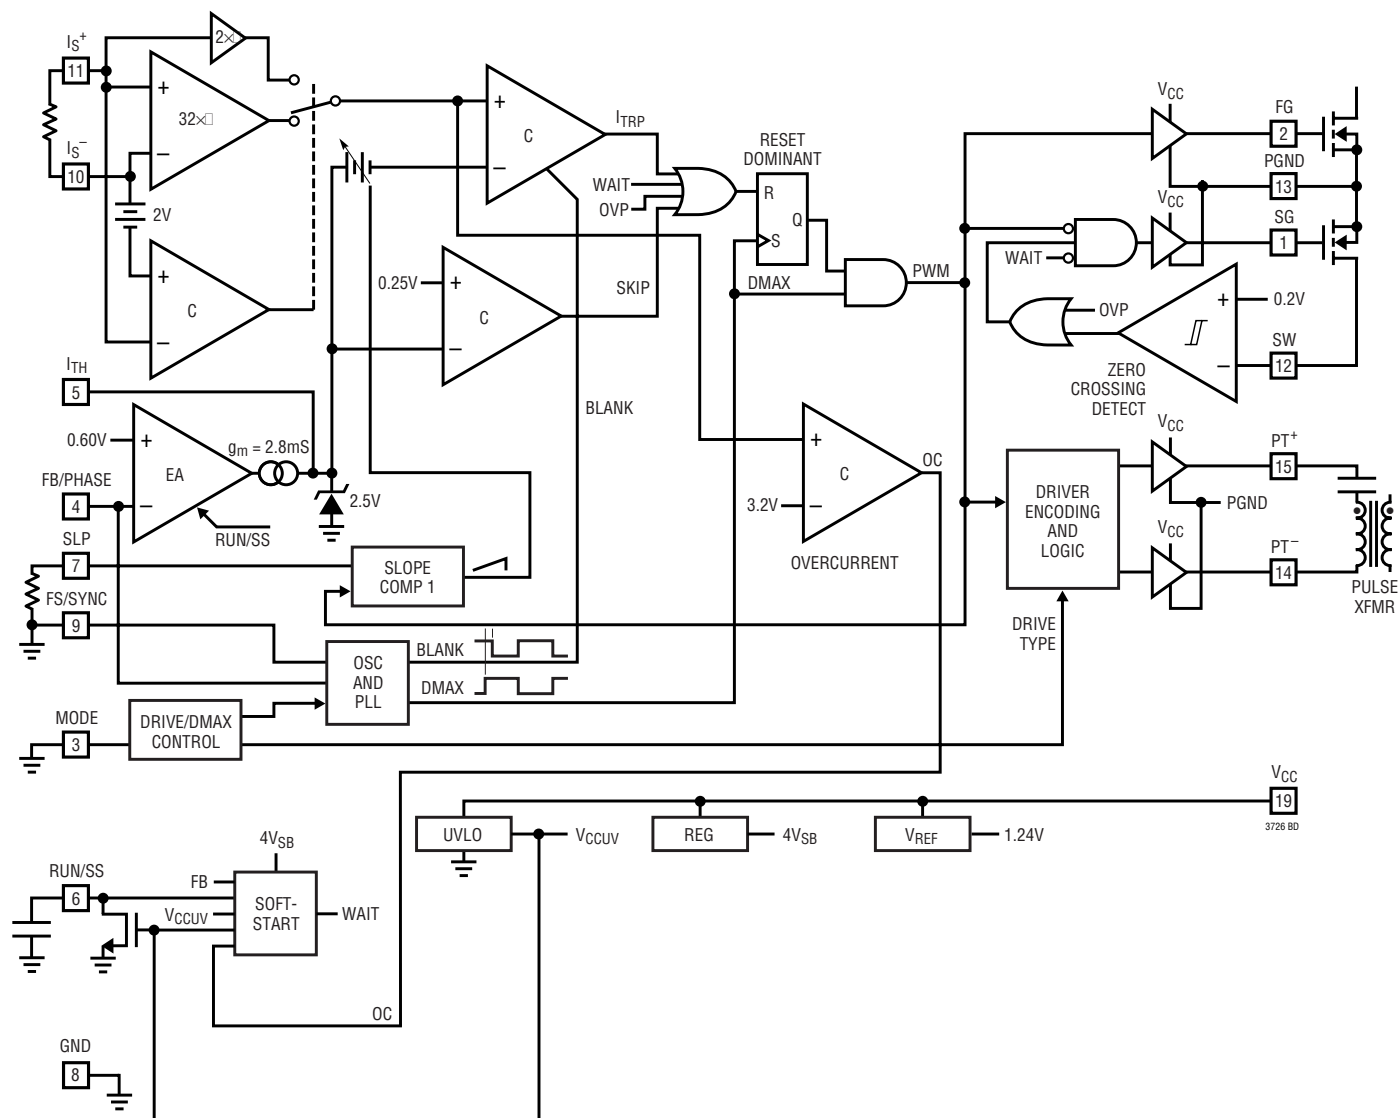 IS+
11
2×
+
32×
−
IS−
10
2V
+
C
−
ITH
5
0.60V
+
gm = 2.8mS
EA
FB/PHASE
4
−
2.5V
RUN/SS
SLP
7
SLOPE
COMP 1
FS/SYNC
9
OSC
AND
PLL
BLANK
DMAX
MODE
3
DRIVE/DMAX
CONTROL
+
C
−
ITRP
WAIT
OVP
0.25V
+
C
−
SKIP
BLANK
RESET
DOMINANT
R
Q
S
DMAX
PWM
+
C
−
OC
3.2V
OVERCURRENT
VCC
FG
2
PGND
13
VCC
SG
1
WAIT
OVP
+
0.2V
−
SW
12
ZERO
CROSSING
DETECT
VCC
PT+
15
DRIVER
ENCODING
AND
LOGIC
PGND
VCC
PT−
14
PULSE
XFMR
DRIVE
TYPE
VCC
19
3726 BD
UVLO
VCCUV
REG
4VSB
VREF
1.24V
4VSB
RUN/SS
6
FB
VCCUV
SOFT-
START
WAIT
OC
GND
8